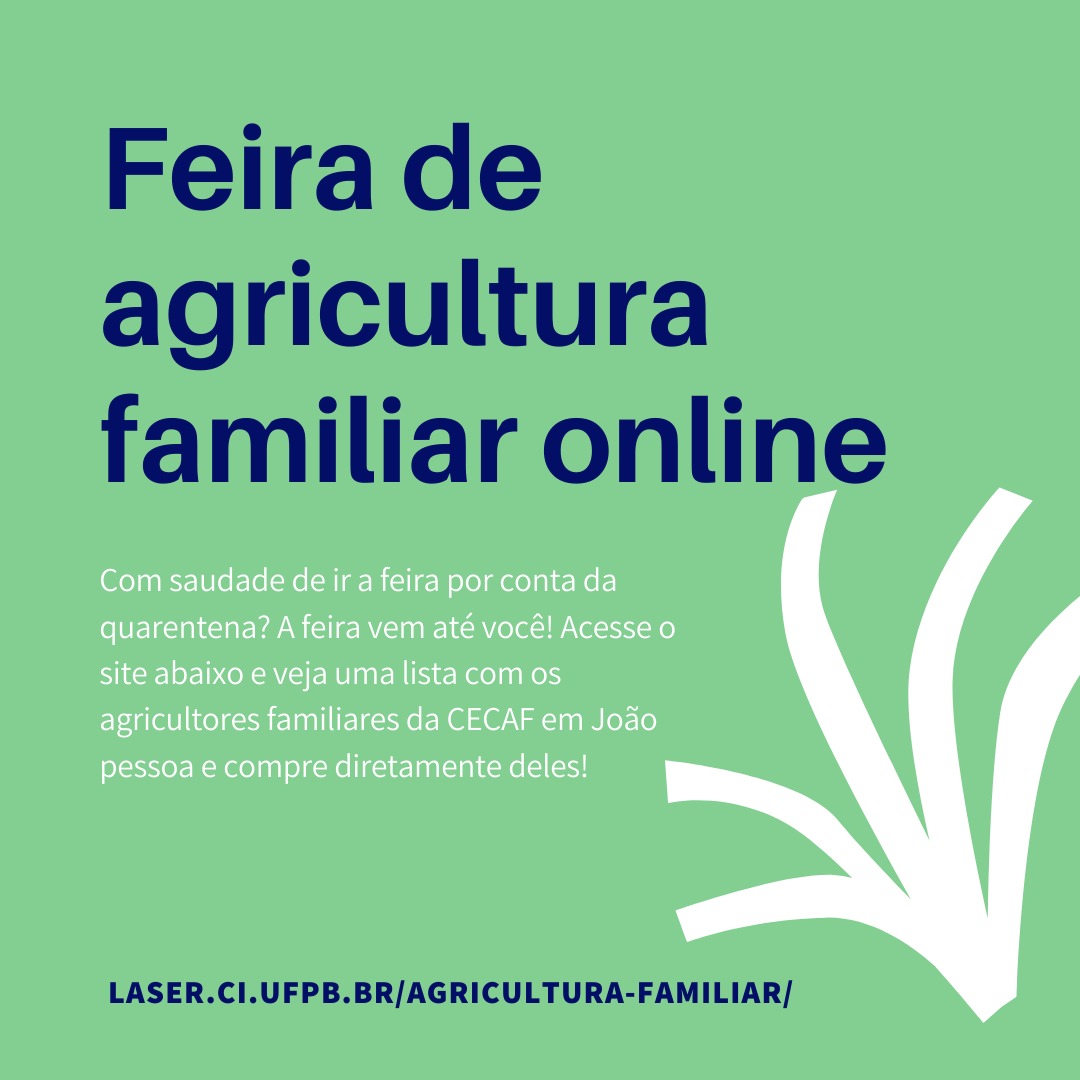 Feira de
agricultura
familiar online
Com saudade de ir a feira por conta da
quarentena? A feira vem até você! Acesse o
site abaixo e veja uma lista com os
agricultores familiares da CECAF em João
pessoa e compre diretamente deles!
LASER.CI.UFPB.BR/AGRICULTURA-FAMILIAR/